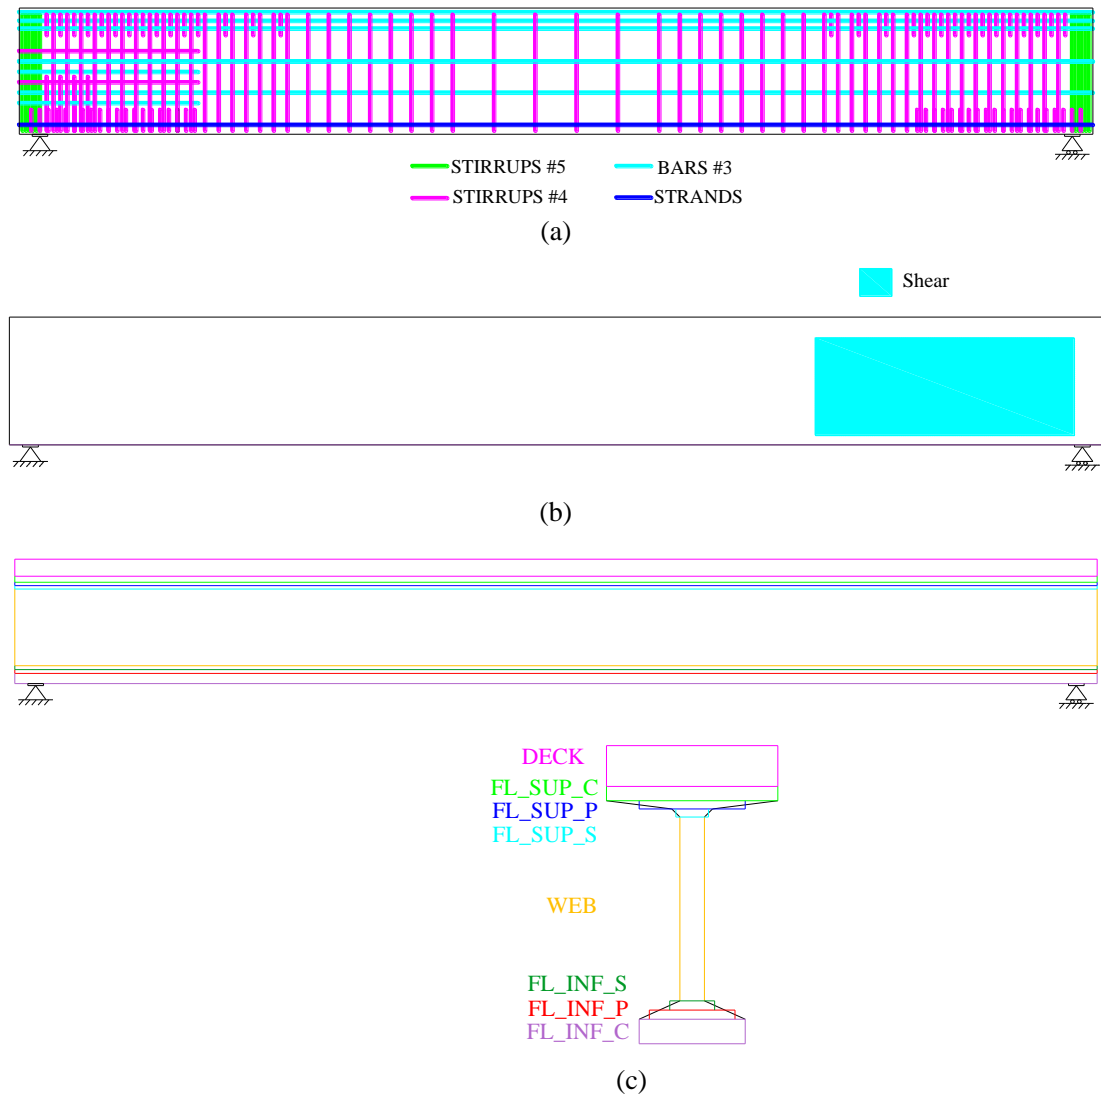 STIRRUPS #5 BARS #3
STIRRUPS #4 STRANDS
(a)
Shear
(b)
DECK
FL_SUP_C
FL_SUP_P
FL_SUP_S
WEB
FL_INF_S
FL_INF_P
FL_INF_C
(c)